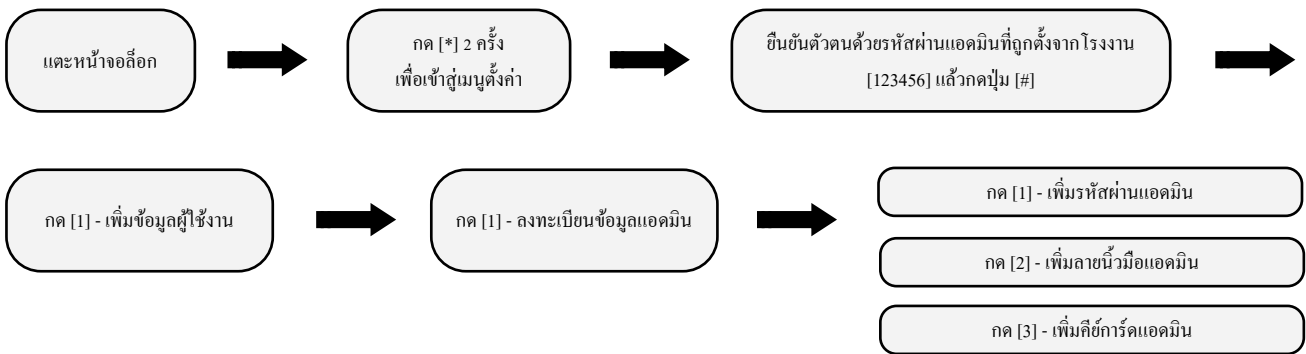 แตะหน้าจอล็อก
กด [*] 2 ครั้ง
เพื่อเข้าสู่เมนูตั้งค่า
ยืนยันตัวตนด้วยรหัสผ่านแอดมินที่ถูกตั้งจากโรงงาน
[123456] แล้วกดปุ่ม [#]
กด [1] - เพิ่มข้อมูลผู้ใช้งาน
กด [1] - ลงทะเบียนข้อมูลแอดมิน
กด [1] - เพิ่มรหัสผ่านแอดมิน
กด [2] - เพิ่มลายนิ้วมือแอดมิน
กด [3] - เพิ่มคีย์การ์ดแอดมิน